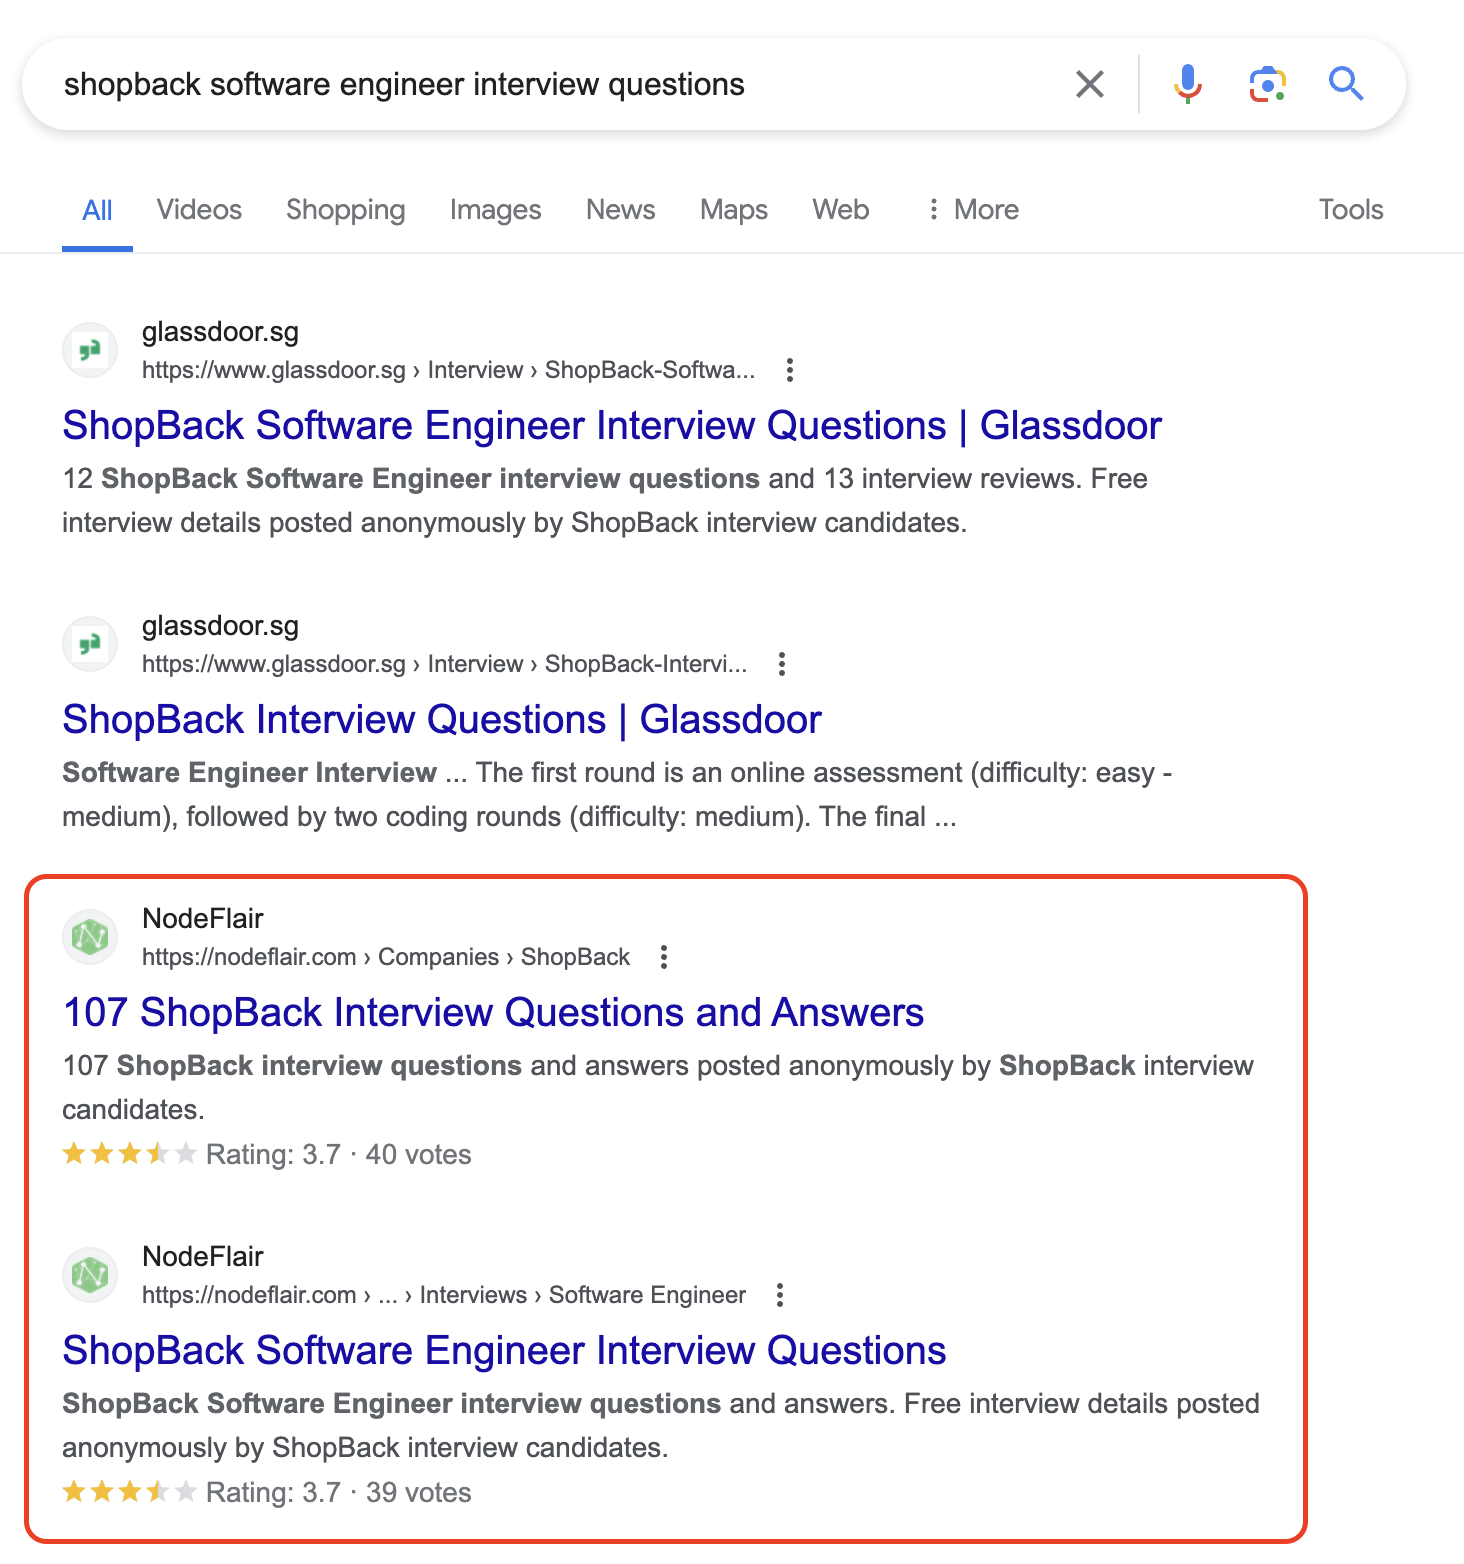 shopback software engineer interview questions
All Videos Shopping Images News Maps Web More Tools
glassdoor.sg
https://www.glassdoor.sg › Interview › ShopBack-Softwa...
ShopBack Software Engineer Interview Questions | Glassdoor
12 ShopBack Software Engineer interview questions and 13 interview reviews. Free
interview details posted anonymously by ShopBack interview candidates.
glassdoor.sg
https://www.glassdoor.sg › Interview › ShopBack-Intervi...
ShopBack Interview Questions | Glassdoor
Software Engineer Interview ... The first round is an online assessment (difficulty: easy -
medium), followed by two coding rounds (difficulty: medium). The final ...
NodeFlair
https://nodeflair.com › Companies › ShopBack
107 ShopBack Interview Questions and Answers
107 ShopBack interview questions and answers posted anonymously by ShopBack interview
candidates.
Rating: 3.7 · 40 votes
NodeFlair
https://nodeflair.com › ... › Interviews › Software Engineer
ShopBack Software Engineer Interview Questions
ShopBack Software Engineer interview questions and answers. Free interview details posted
anonymously by ShopBack interview candidates.
Rating: 3.7 · 39 votes